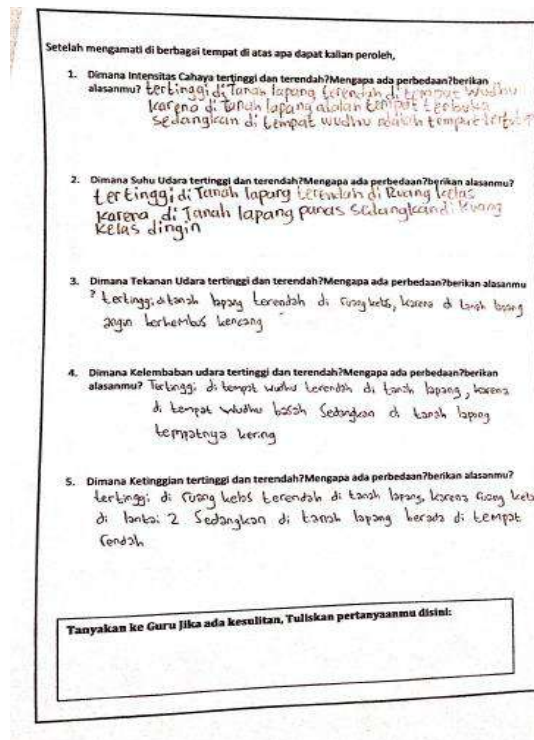 Setelah mengamati di berbagai tempat di atas apa dapat kalian peroleh,
1. Dimana Intensitas Cahaya tertinggi dan terendah?Mengapa ada perbedaan?berikan
alasanmu? tertinggi di Tanah lapang terendah di tempat wudhu
karena di Tanah lapang adalah tempat terbuka
sedangkan di tempat wudhu adalah tempat tertutup
2. Dimana Suhu Udara tertinggi dan terendah?Mengapa ada perbedaan?berikan alasanmu?
tertinggi di Tanah lapang terendah di Ruang kelas
karena di Tanah lapang panas sedangkan di Ruang
kelas dingin
3. Dimana Tekanan Udara tertinggi dan terendah?Mengapa ada perbedaan?berikan alasanmu
? tertinggi di tanah lapang terendah di ruang kelas, karena di tanah lapang
angin berhembus kencang
4. Dimana Kelembaban udara tertinggi dan terendah?Mengapa ada perbedaan?berikan
alasanmu? Tertinggi di tempat wudhu terendah di tanah lapang, karena
di tempat wudhu basah sedangkan di tanah lapang
tempatnya kering
5. Dimana Ketinggian tertinggi dan terendah?Mengapa ada perbedaan?berikan alasanmu?
tertinggi di ruang kelas terendah di tanah lapang, karena ruang kelas
di lantai 2 sedangkan di tanah lapang berada di tempat
rendah
Tanyakan ke Guru Jika ada kesulitan, Tuliskan pertanyaanmu disini: